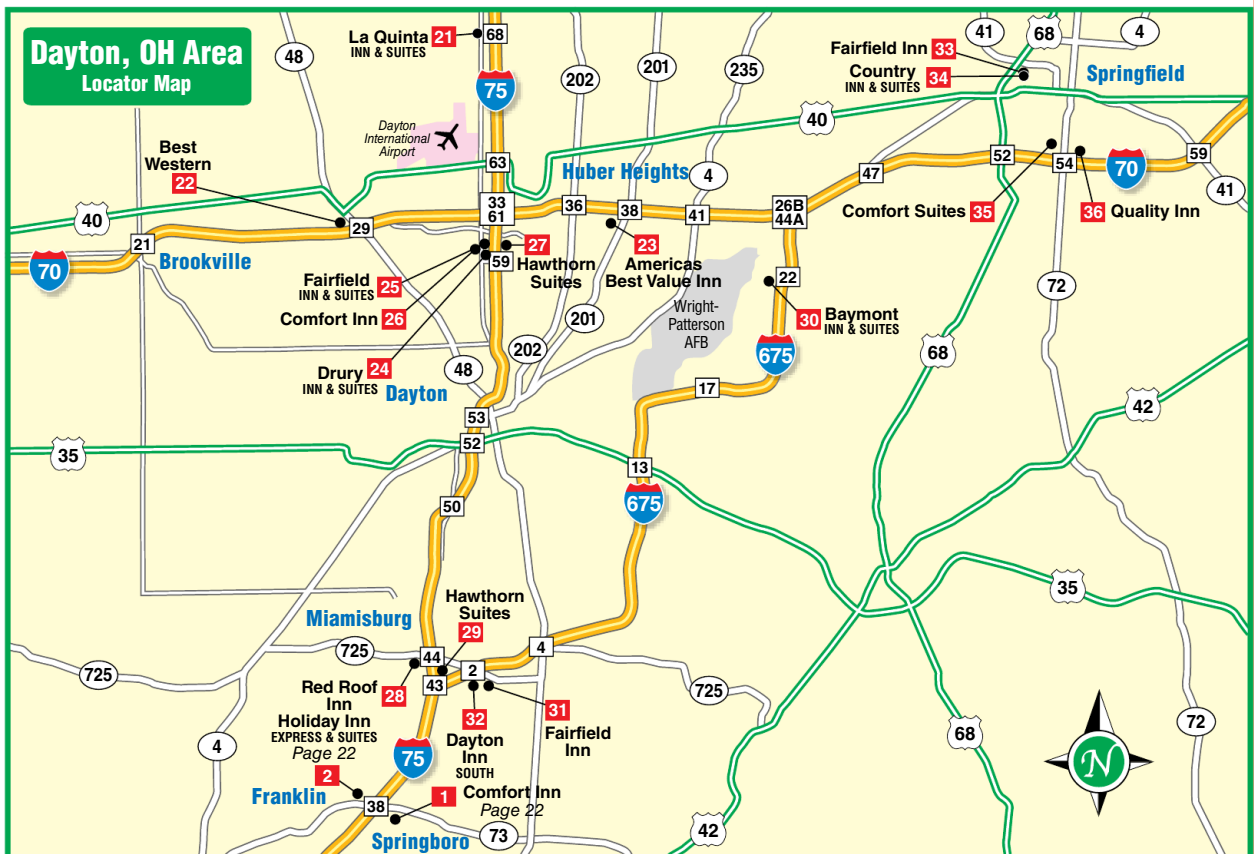 Dayton, OH Area
Locator Map
La Quinta
INN & SUITES
21
68
48
75
202
201
235
41
68
4
Fairfield Inn 33
Country
INN & SUITES
34
Springfield
40
Dayton
International
Airport
63
Best
Western
22
Huber Heights
4
47
52
54
59
70
41
40
29
33
61
36
38
41
26B
44A
Comfort Suites 35
36 Quality Inn
21
Brookville
70
27
Hawthorn
Suites
59
23
Americas
Best Value Inn
22
Fairfield
INN & SUITES
25
Comfort Inn 26
72
Wright-
Patterson
AFB
30 Baymont
INN & SUITES
201
202
675
68
48
Drury
INN & SUITES
24
Dayton
17
42
53
52
35
13
675
50
35
Hawthorn
Suites
29
Miamisburg
725
44
4
2
725
43
725
Red Roof
Inn
28
Holiday Inn
EXPRESS & SUITES
Page 22
32
Dayton
Inn
SOUTH
31
Fairfield
Inn
72
68
4
75
N
2
Franklin
38
1
Comfort Inn
Page 22
73
42
Springboro